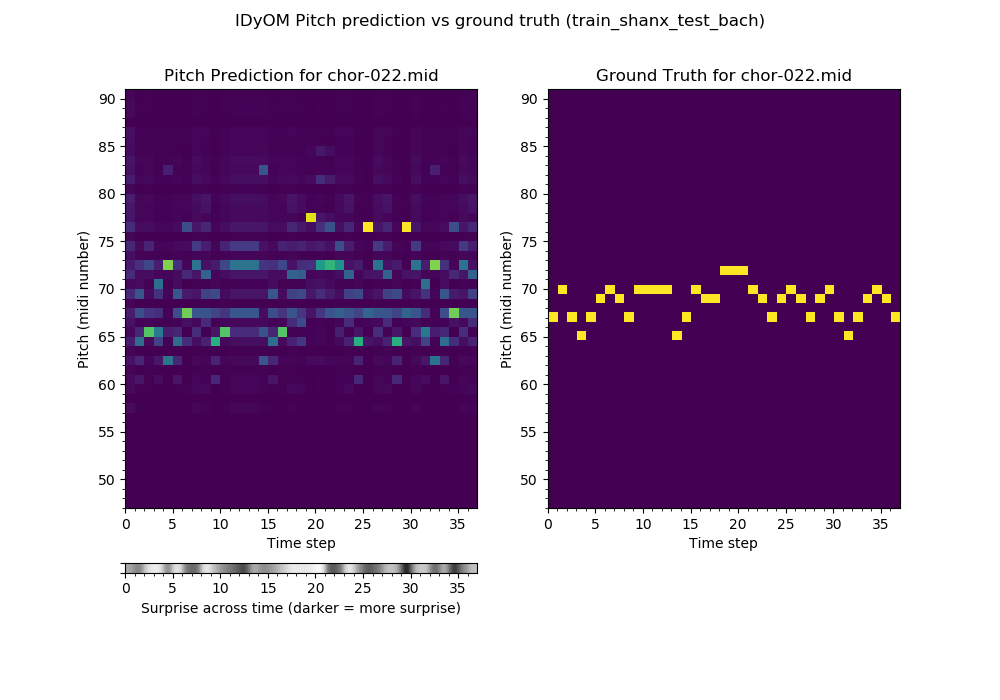 IDyOM Pitch prediction vs ground truth (train_shanx_test_bach)
Pitch Prediction for chor-022.mid
90
85
80
75
70
65
60
55
50
Pitch (midi number)
0 5 10 15 20 25 30 35
Time step
0 5 10 15 20 25 30 35
Surprise across time (darker = more surprise)
Ground Truth for chor-022.mid
90
85
80
75
70
65
60
55
50
Pitch (midi number)
0 5 10 15 20 25 30 35
Time step